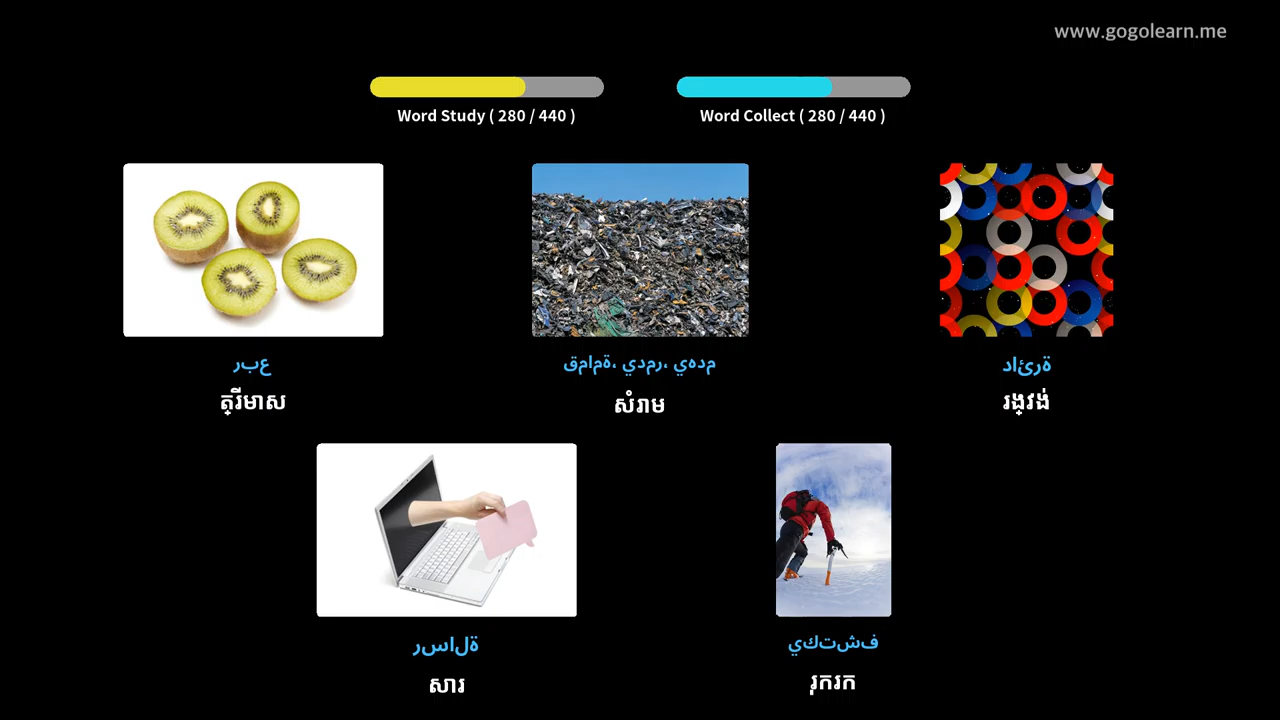 www.gogolearn.me
Word Study ( 280 / 440 )
Word Collect ( 280 / 440 )
ربع
قمامة، يدمر، يهدم
دائرة
ត្រីមាស
សំរាម
រង្វង់
رسالة
يكتشف
សារ
រុករក